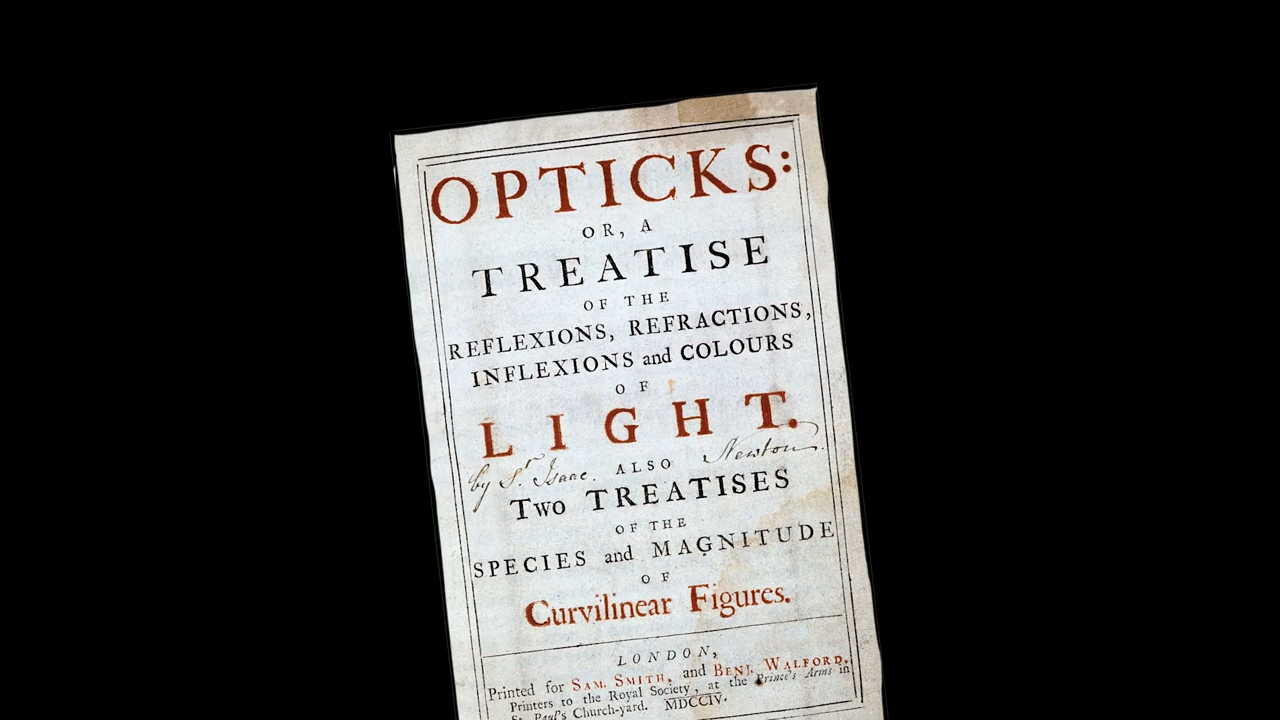 OPTICKS:
OR, A
TREATISE
OF THE
REFLEXIONS, REFRACTIONS,
INFLEXIONS and COLOURS
OF
LIGHT.
by Sr. Isaac. ALSO Newton.
Two TREATISES
OF THE
SPECIES and MAGNITUDE
OF
Curvilinear Figures.
LONDON,
Printed for SAM. SMITH, and BENJ. WALFORD,
Printers to the Royal Society, at the Prince's Arms in
St. Paul's Church-yard. MDCCIV.